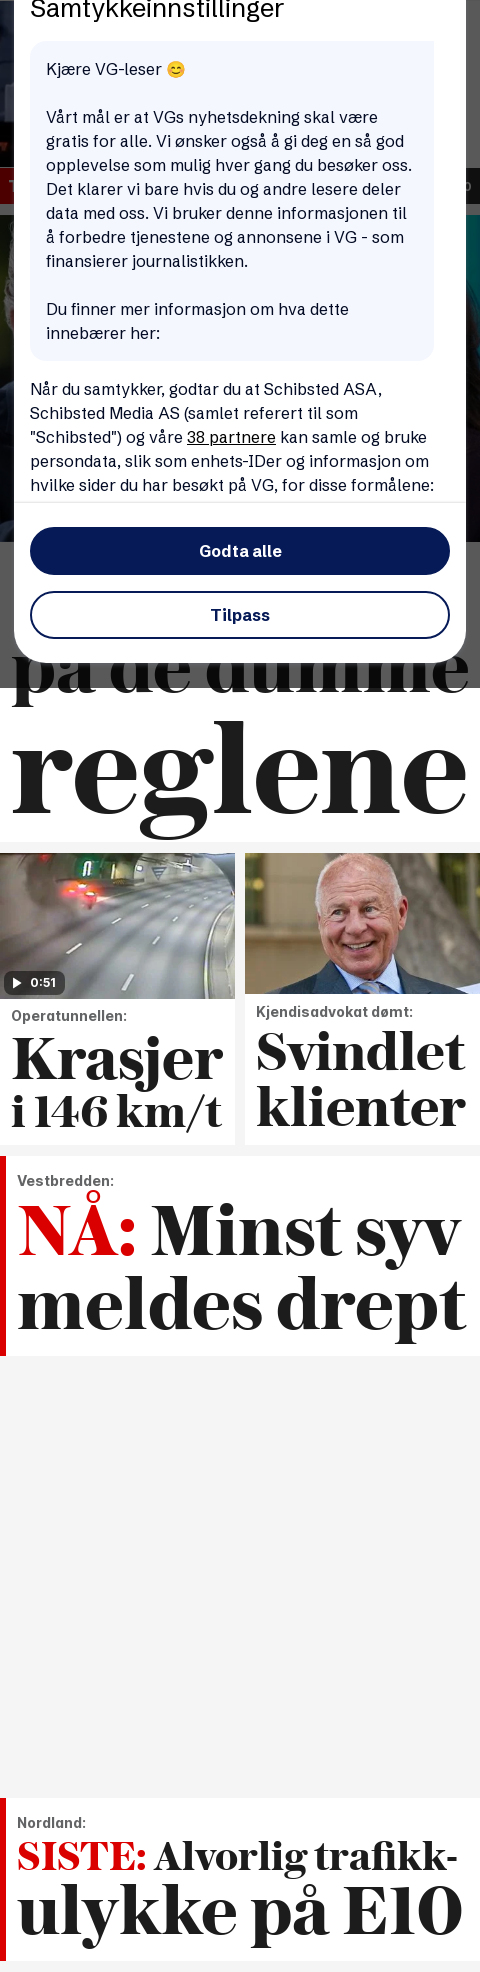 Samtykkeinnstillinger
Kjære VG-leser 😊
Vårt mål er at VGs nyhetsdekning skal være
gratis for alle. Vi ønsker også å gi deg en så god
opplevelse som mulig hver gang du besøker oss.
Det klarer vi bare hvis du og andre lesere deler
data med oss. Vi bruker denne informasjonen til
å forbedre tjenestene og annonsene i VG - som
finansierer journalistikken.
Du finner mer informasjon om hva dette
innebærer her:
Når du samtykker, godtar du at Schibsted ASA,
Schibsted Media AS (samlet referert til som
"Schibsted") og våre 38 partnere kan samle og bruke
persondata, slik som enhets-IDer og informasjon om
hvilke sider du har besøkt på VG, for disse formålene:
Godta alle
Tilpass
på de dumme
reglene
0:51
Operatunnellen:
Krasjer
i 146 km/t
Kjendisadvokat dømt:
Svindlet
klienter
Vestbredden:
NÅ: Minst syv
meldes drept
Nordland:
SISTE: Alvorlig trafikk-
ulykke på E10